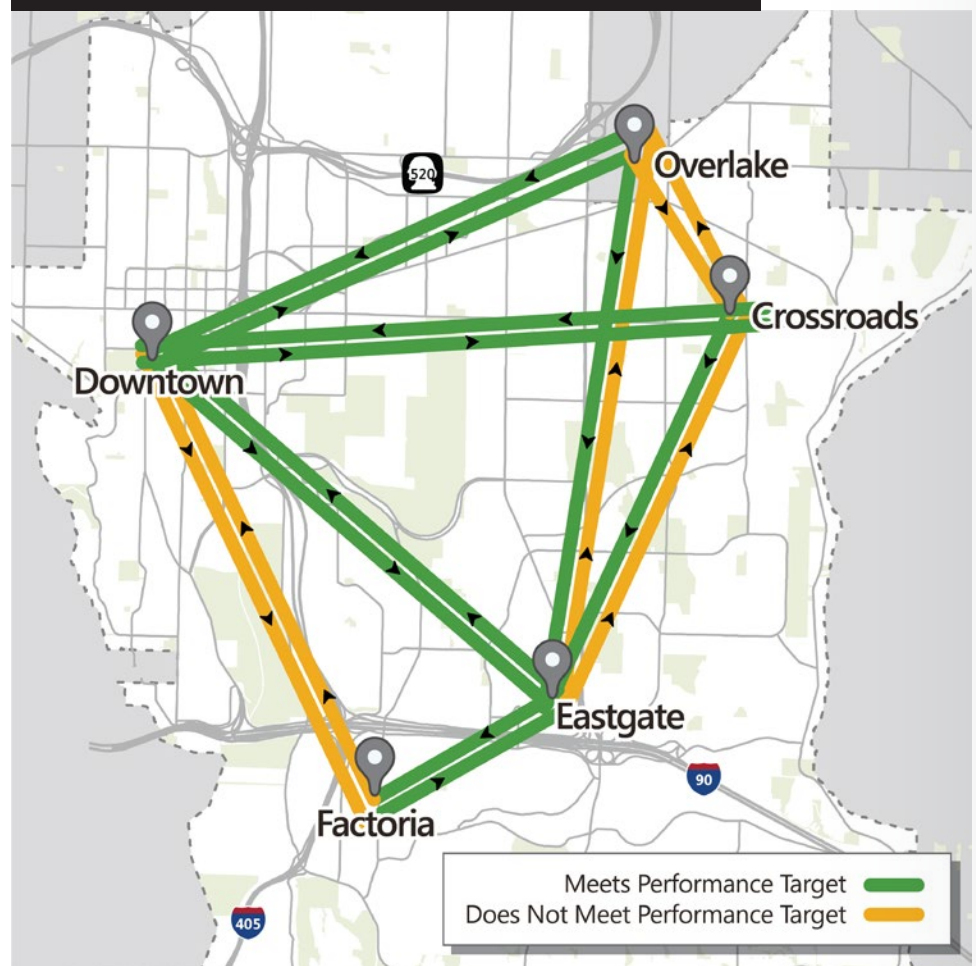 520
Overlake
Crossroads
Downtown
Eastgate
90
Factoria
405
Meets Performance Target
Does Not Meet Performance Target